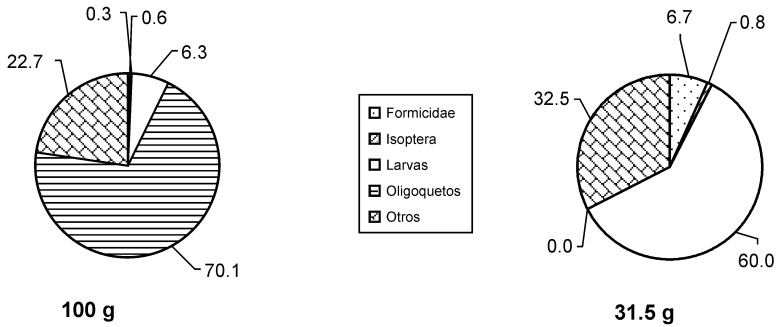 0.3
0.6
6.3
22.7
70.1
100 g
Formicidae
Isoptera
Larvas
Oligoquetos
Otros
6.7
0.8
32.5
0.0
60.0
31.5 g